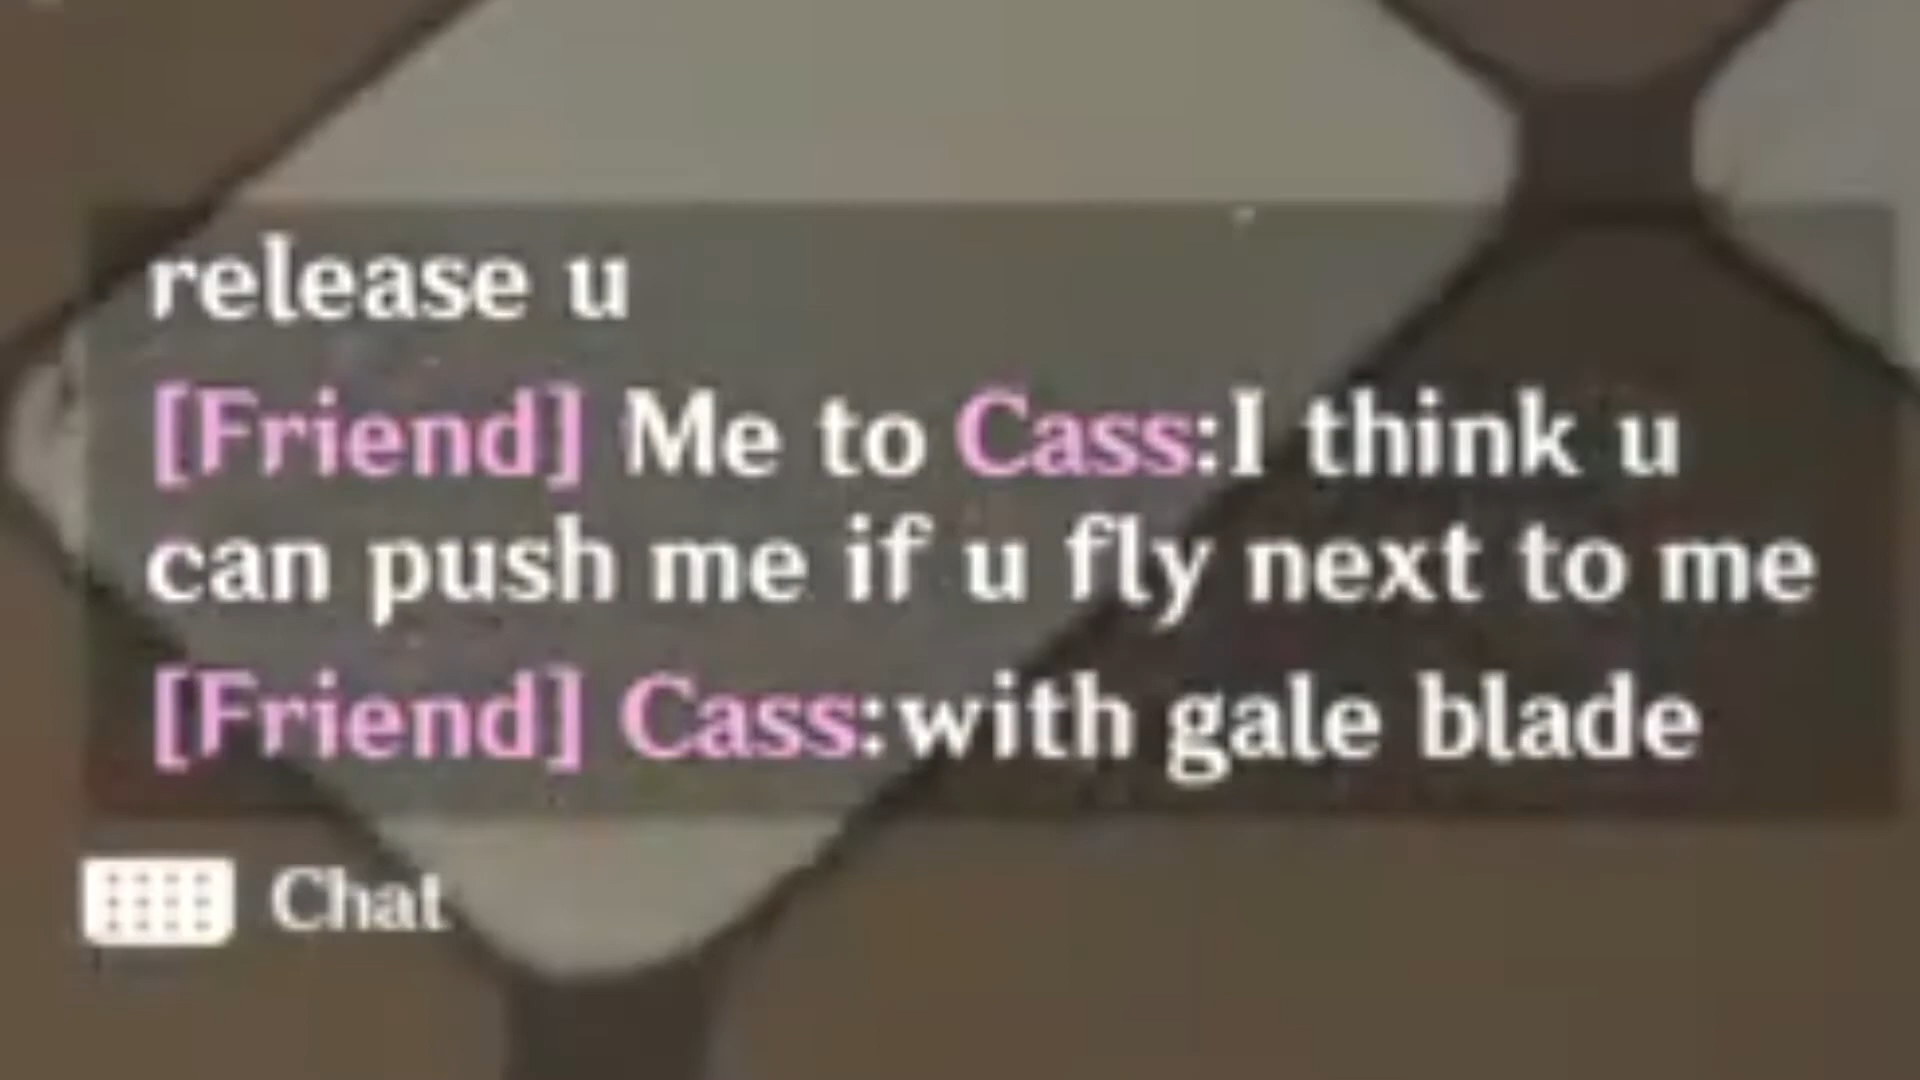 release u
[Friend] Me to Cass:I think u
can push me if u fly next to me
[Friend] Cass:with gale blade
Chat